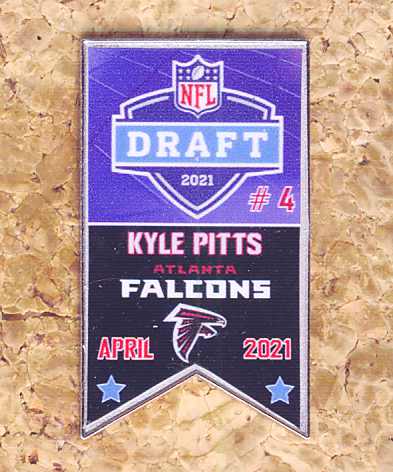 NFL
DRAFT
2021
# 4
KYLE PITTS
ATLANTA
FALCONS
APRIL 2021